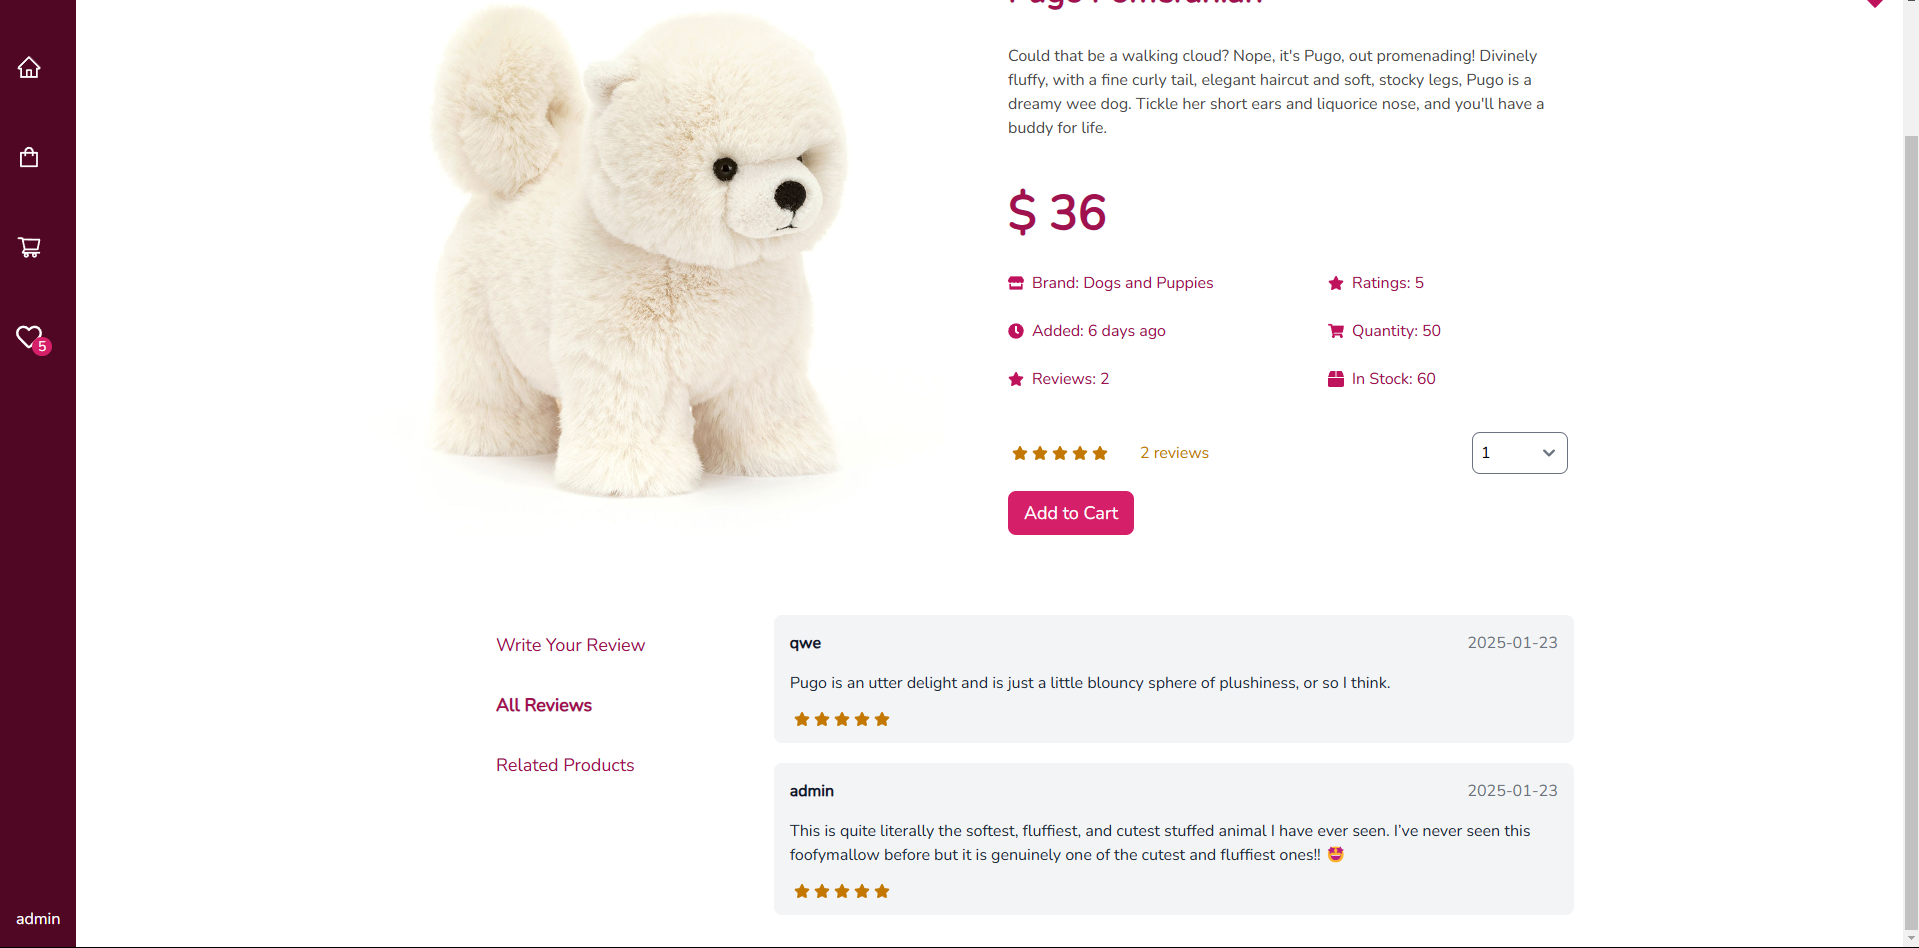 Pugo Pomeranian
Could that be a walking cloud? Nope, it's Pugo, out promenading! Divinely
fluffy, with a fine curly tail, elegant haircut and soft, stocky legs, Pugo is a
dreamy wee dog. Tickle her short ears and liquorice nose, and you'll have a
buddy for life.
$ 36
Brand: Dogs and Puppies
Ratings: 5
Added: 6 days ago
Quantity: 50
Reviews: 2
In Stock: 60
2 reviews
1
Add to Cart
5
Write Your Review
All Reviews
Related Products
qwe
2025-01-23
Pugo is an utter delight and is just a little blouncy sphere of plushiness, or so I think.
admin
2025-01-23
This is quite literally the softest, fluffiest, and cutest stuffed animal I have ever seen. I’ve never seen this
foofymallow before but it is genuinely one of the cutest and fluffiest ones!! 🤩
admin